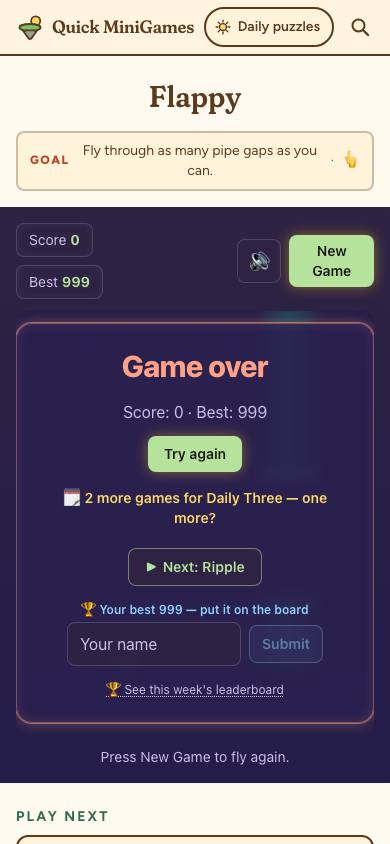 Quick MiniGames
Daily puzzles
Flappy
GOAL
Fly through as many pipe gaps as you
can.
·
Score 0
Best 999
New
Game
Game over
Score: 0 · Best: 999
Try again
2 more games for Daily Three — one
more?
▶ Next: Ripple
🏆 Your best 999 — put it on the board
Your name
Submit
🏆 See this week's leaderboard
Press New Game to fly again.
PLAY NEXT